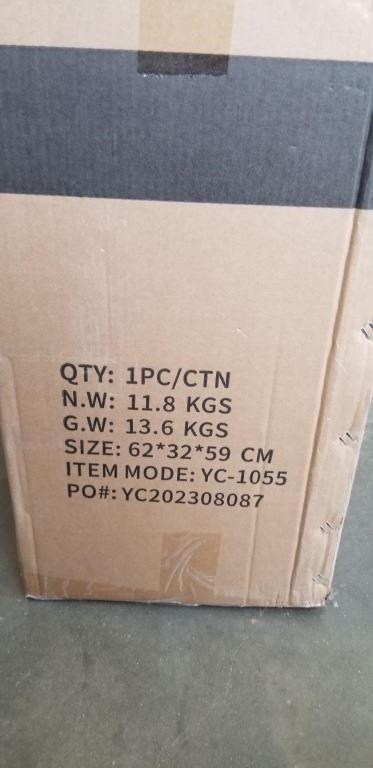 QTY: 1PC/CTN
N.W: 11.8 KGS
G.W: 13.6 KGS
SIZE: 62*32*59 CM
ITEM MODE: YC-1055
PO#: YC202308087